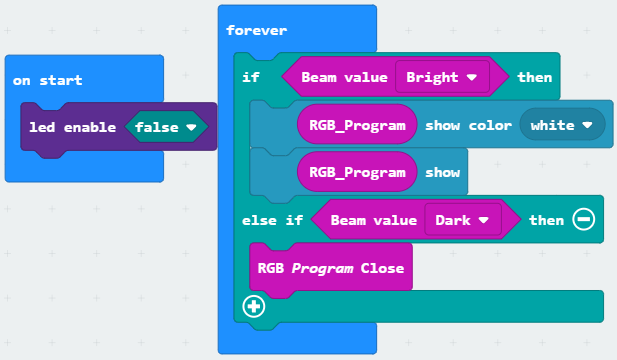 on start
led enable false
forever
if Beam value Bright then
RGB_Program show color white
RGB_Program show
else if Beam value Dark then
RGB Program Close